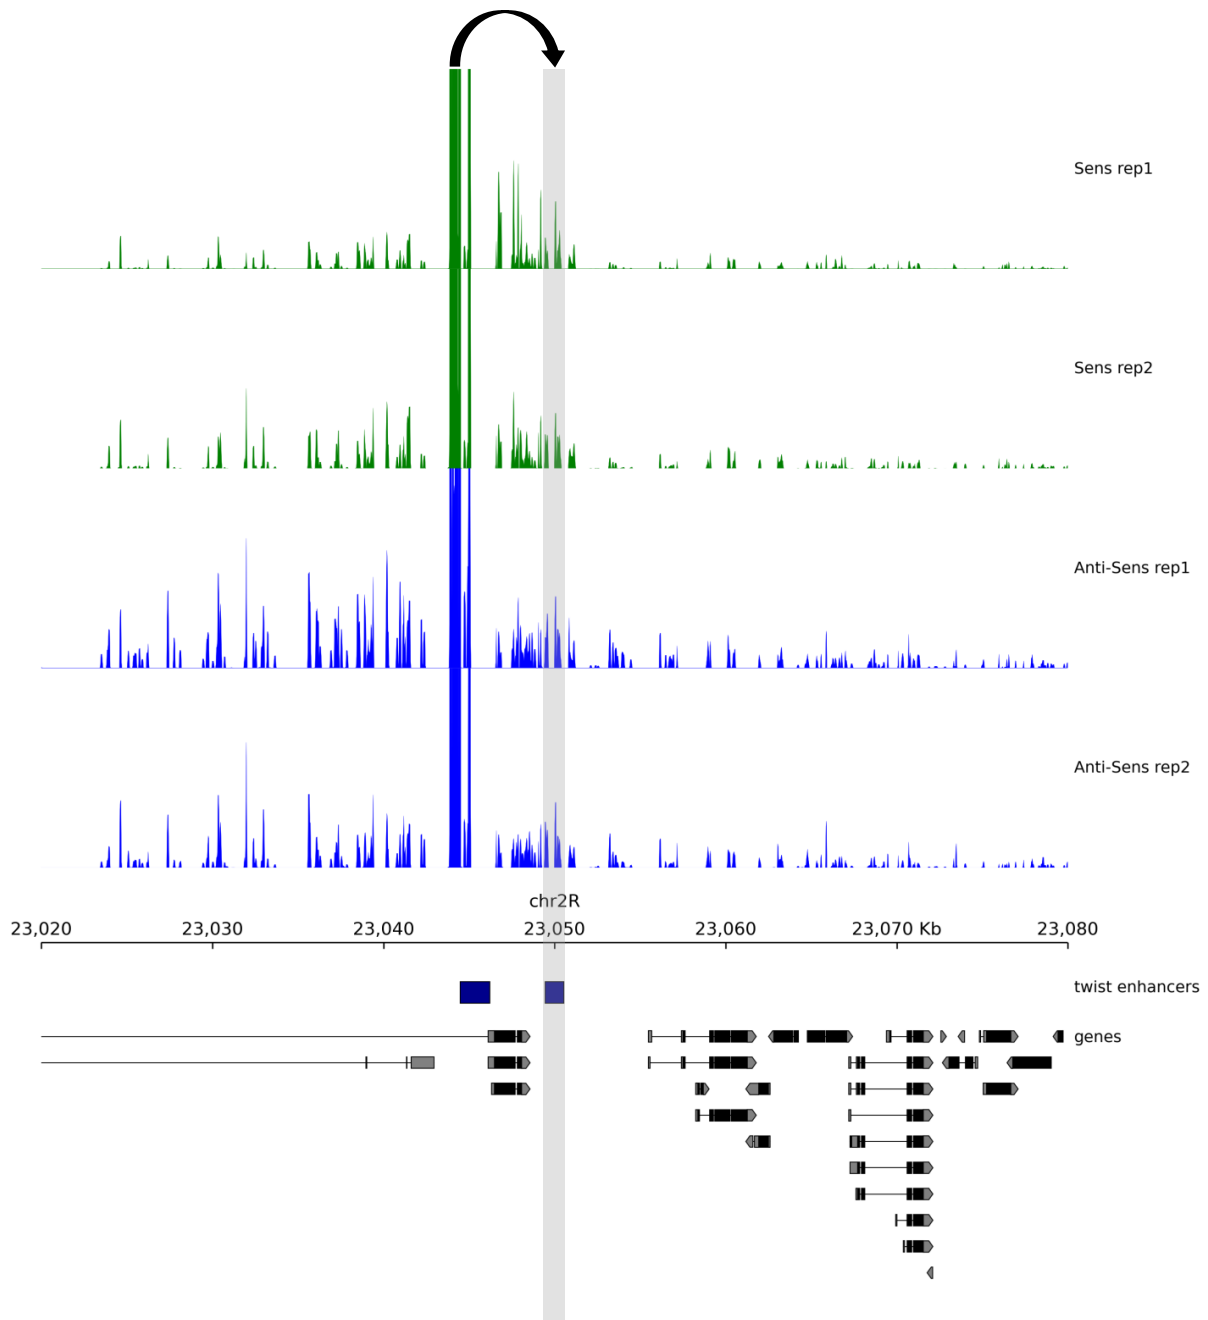 Sens rep1
Sens rep2
Anti-Sens rep1
Anti-Sens rep2
chr2R
23,020 23,030 23,040 23,050 23,060 23,070 Kb 23,080
twist enhancers
genes